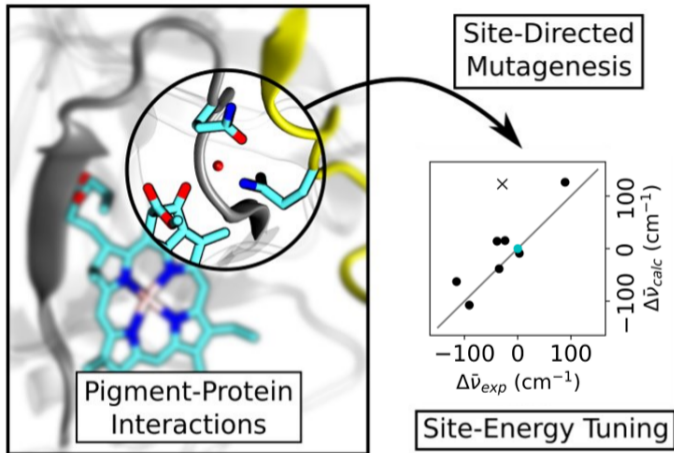 Site-Directed
Mutagenesis
Pigment-Protein
Interactions
100
0
−100
Δν̄calc (cm⁻¹)
−100 0 100
Δν̄exp (cm⁻¹)
Site-Energy Tuning